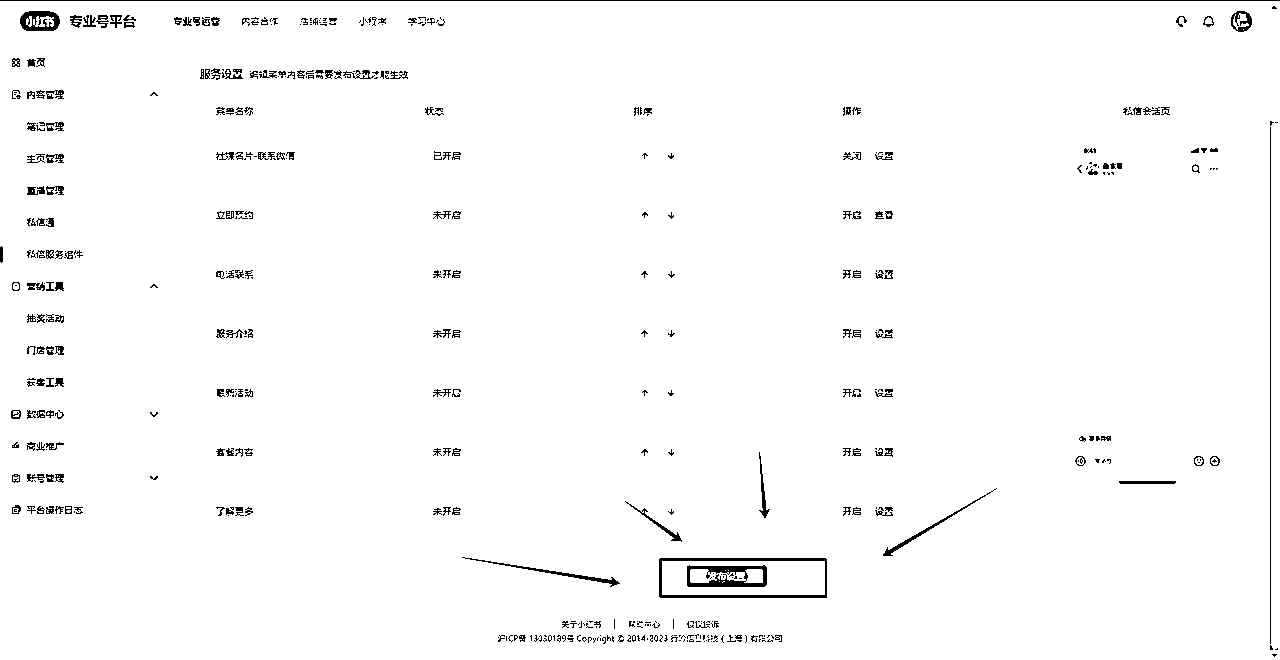 小红书 专业号平台 专业号运营 内容合作 店铺运营 小程序 学习中心
首页
内容管理
笔记管理
主页管理
直播管理
私信通
私信服务组件
营销工具
抽奖活动
门店管理
获客工具
数据中心
商业推广
账号管理
平台操作日志
服务设置 编辑菜单内容后需要发布设置才能生效
菜单名称 状态 排序 操作 私信会话页
社媒名片-联系微信 已开启 ↑ ↓ 关闭 设置
立即预约 未开启 ↑ ↓ 开启 查看
电话联系 未开启 ↑ ↓ 开启 设置
服务介绍 未开启 ↑ ↓ 开启 设置
最新活动 未开启 ↑ ↓ 开启 设置
套餐内容 未开启 ↑ ↓ 开启 设置
了解更多 未开启 ↑ ↓ 开启 设置
发布设置
关于小红书 | 帮助中心 | 侵权投诉
沪ICP备 13030189号 Copyright © 2014-2023 行吟信息科技（上海）有限公司